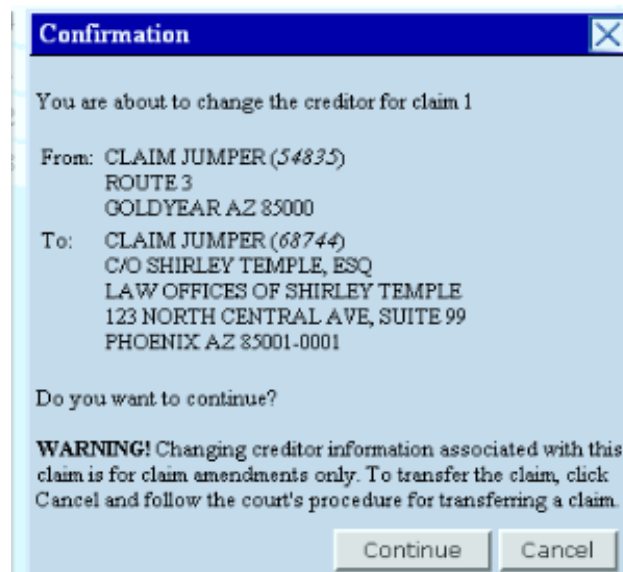 Confirmation
You are about to change the creditor for claim 1
From: CLAIM JUMPER (54835)
ROUTE 3
GOLDYEAR AZ 85000
To: CLAIM JUMPER (68744)
C/O SHIRLEY TEMPLE, ESQ
LAW OFFICES OF SHIRLEY TEMPLE
123 NORTH CENTRAL AVE, SUITE 99
PHOENIX AZ 85001-0001
Do you want to continue?
WARNING! Changing creditor information associated with this
claim is for claim amendments only. To transfer the claim, click
Cancel and follow the court's procedure for transferring a claim.
Continue Cancel